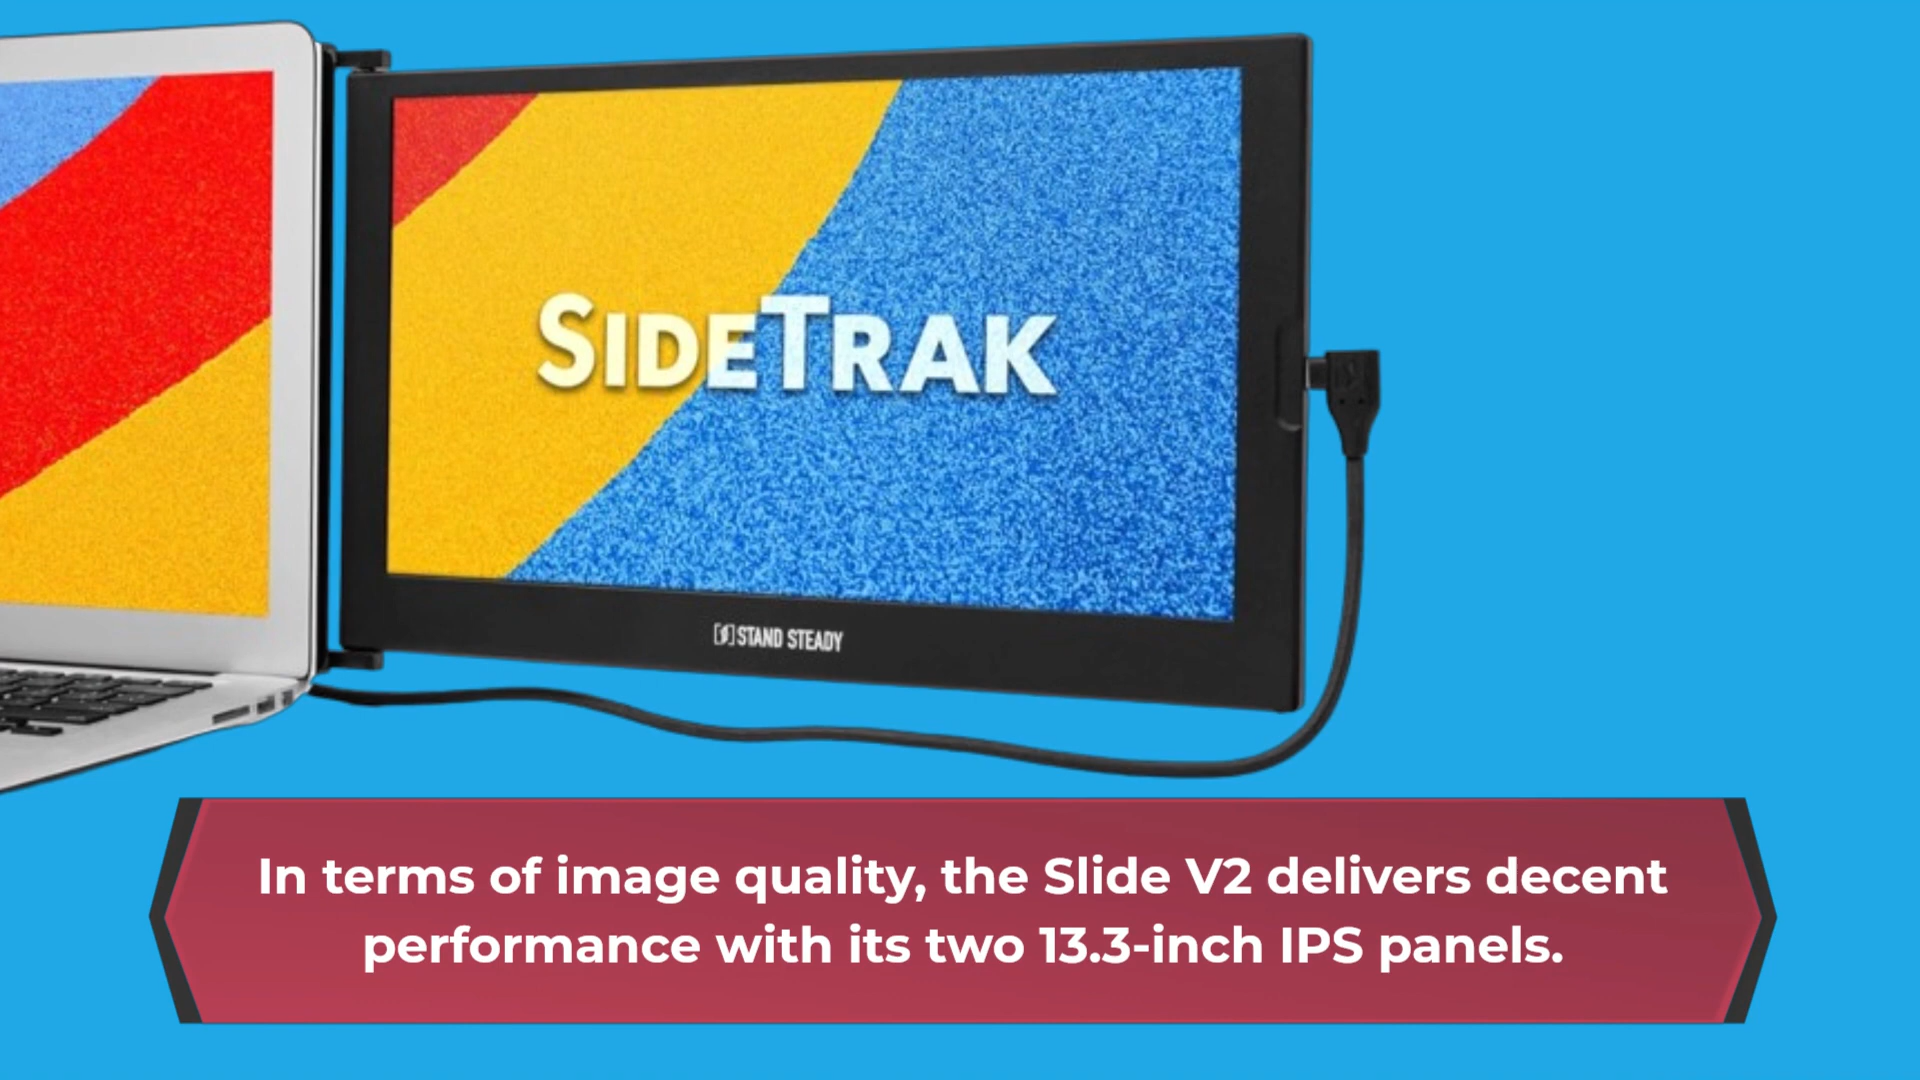 SIDETRAK
STAND STEADY
In terms of image quality, the Slide V2 delivers decent
performance with its two 13.3-inch IPS panels.